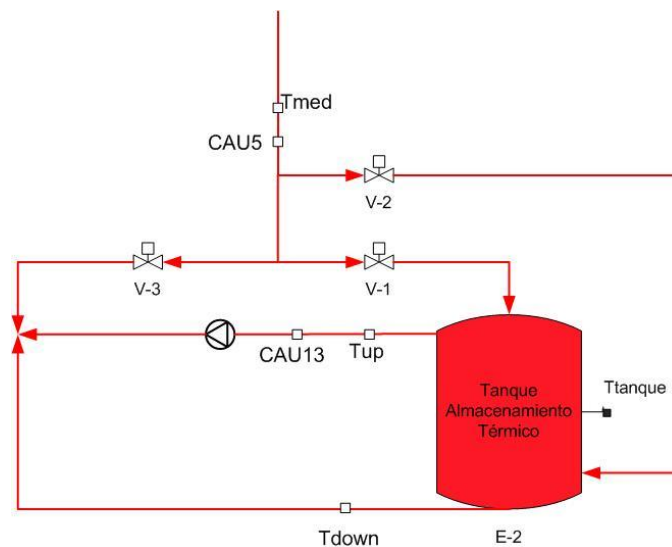 Tmed
CAU5
V-2
V-3
V-1
CAU13
Tup
Tanque
Almacenamiento
Térmico
Ttanque
Tdown
E-2